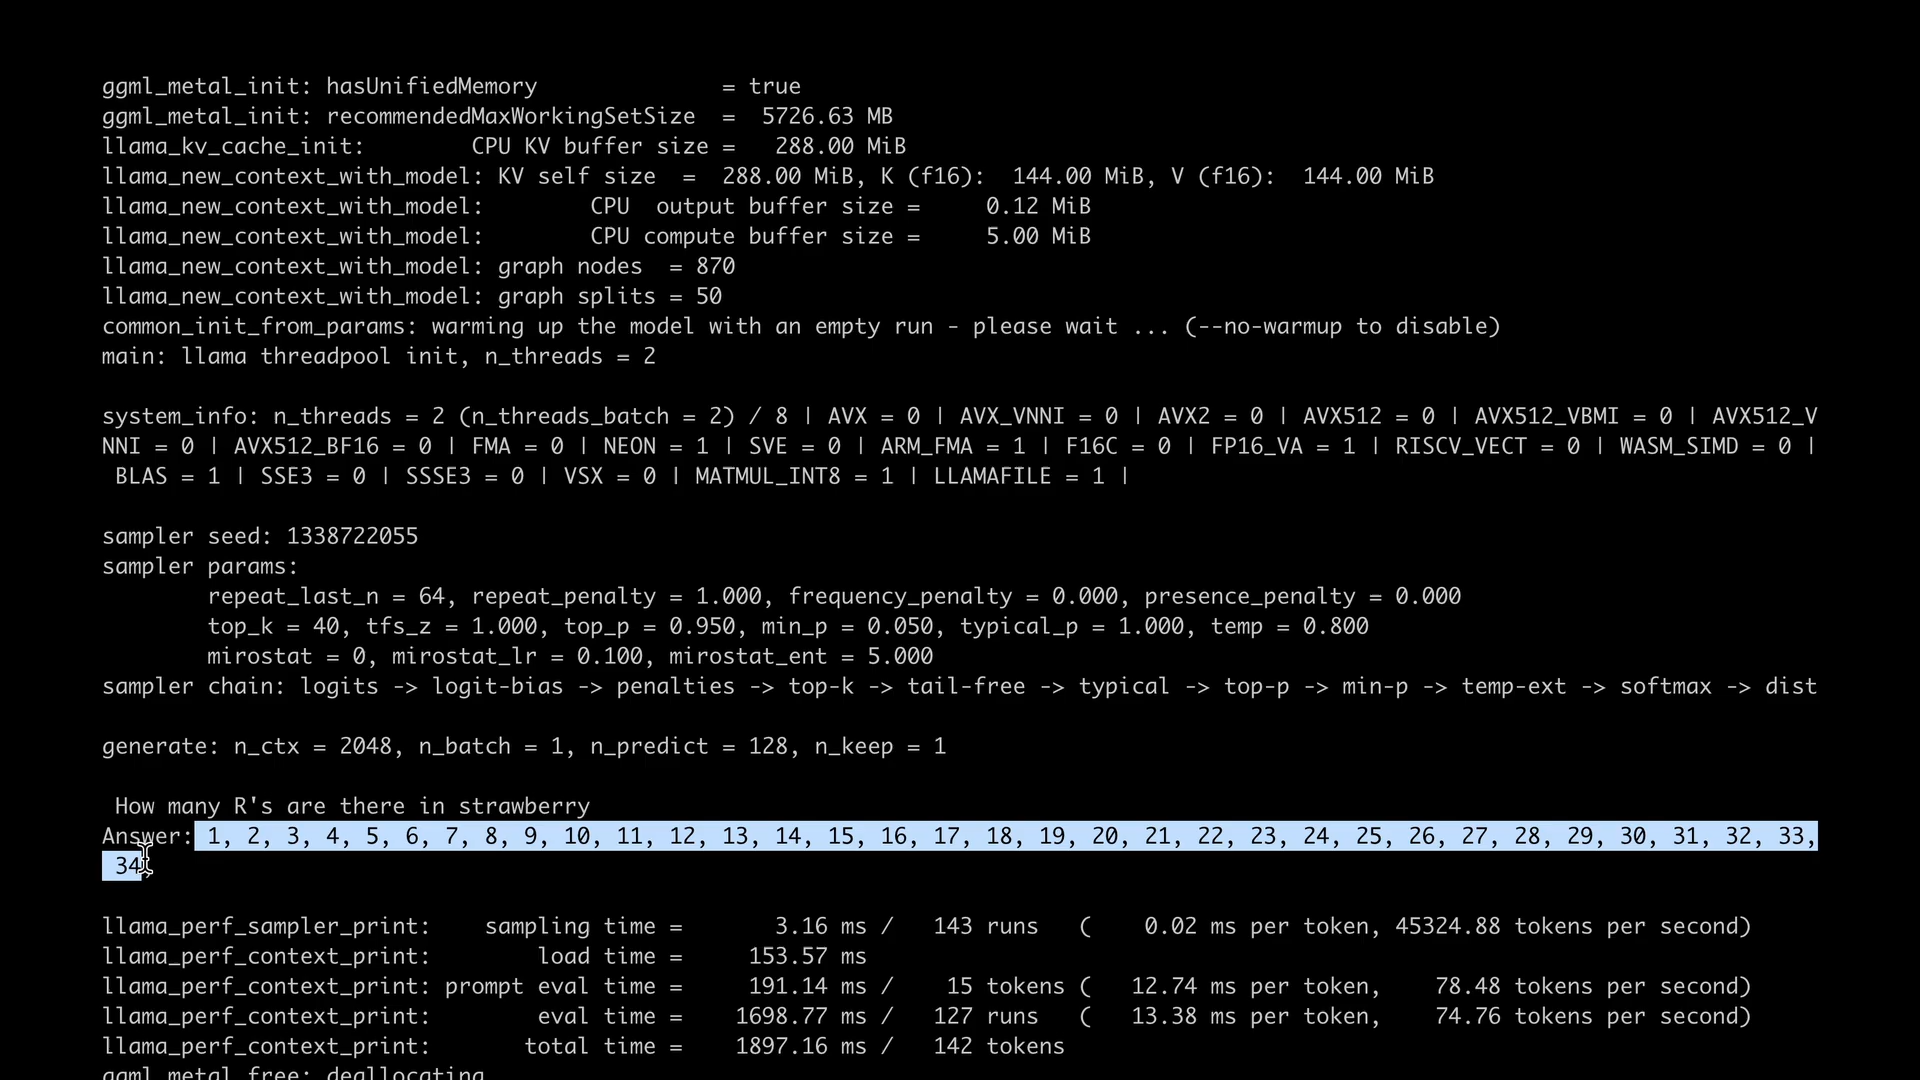 ggml_metal_init: hasUnifiedMemory              = true
ggml_metal_init: recommendedMaxWorkingSetSize  =  5726.63 MB
llama_kv_cache_init:        CPU KV buffer size =   288.00 MiB
llama_new_context_with_model: KV self size  =  288.00 MiB, K (f16):  144.00 MiB, V (f16):  144.00 MiB
llama_new_context_with_model:        CPU  output buffer size =     0.12 MiB
llama_new_context_with_model:        CPU compute buffer size =     5.00 MiB
llama_new_context_with_model: graph nodes  = 870
llama_new_context_with_model: graph splits = 50
common_init_from_params: warming up the model with an empty run - please wait ... (--no-warmup to disable)
main: llama threadpool init, n_threads = 2
system_info: n_threads = 2 (n_threads_batch = 2) / 8 | AVX = 0 | AVX_VNNI = 0 | AVX2 = 0 | AVX512 = 0 | AVX512_VBMI = 0 | AVX512_V
NNI = 0 | AVX512_BF16 = 0 | FMA = 0 | NEON = 1 | SVE = 0 | ARM_FMA = 1 | F16C = 0 | FP16_VA = 1 | RISCV_VECT = 0 | WASM_SIMD = 0 |
 BLAS = 1 | SSE3 = 0 | SSSE3 = 0 | VSX = 0 | MATMUL_INT8 = 1 | LLAMAFILE = 1 |
sampler seed: 1338722055
sampler params:
        repeat_last_n = 64, repeat_penalty = 1.000, frequency_penalty = 0.000, presence_penalty = 0.000
        top_k = 40, tfs_z = 1.000, top_p = 0.950, min_p = 0.050, typical_p = 1.000, temp = 0.800
        mirostat = 0, mirostat_lr = 0.100, mirostat_ent = 5.000
sampler chain: logits -> logit-bias -> penalties -> top-k -> tail-free -> typical -> top-p -> min-p -> temp-ext -> softmax -> dist
generate: n_ctx = 2048, n_batch = 1, n_predict = 128, n_keep = 1
 How many R's are there in strawberry
Answer: 1, 2, 3, 4, 5, 6, 7, 8, 9, 10, 11, 12, 13, 14, 15, 16, 17, 18, 19, 20, 21, 22, 23, 24, 25, 26, 27, 28, 29, 30, 31, 32, 33,
 34,
llama_perf_sampler_print:    sampling time =       3.16 ms /   143 runs   (    0.02 ms per token, 45324.88 tokens per second)
llama_perf_context_print:        load time =     153.57 ms
llama_perf_context_print: prompt eval time =     191.14 ms /    15 tokens (   12.74 ms per token,    78.48 tokens per second)
llama_perf_context_print:        eval time =    1698.77 ms /   127 runs   (   13.38 ms per token,    74.76 tokens per second)
llama_perf_context_print:       total time =    1897.16 ms /   142 tokens
ggml_metal_free: deallocating